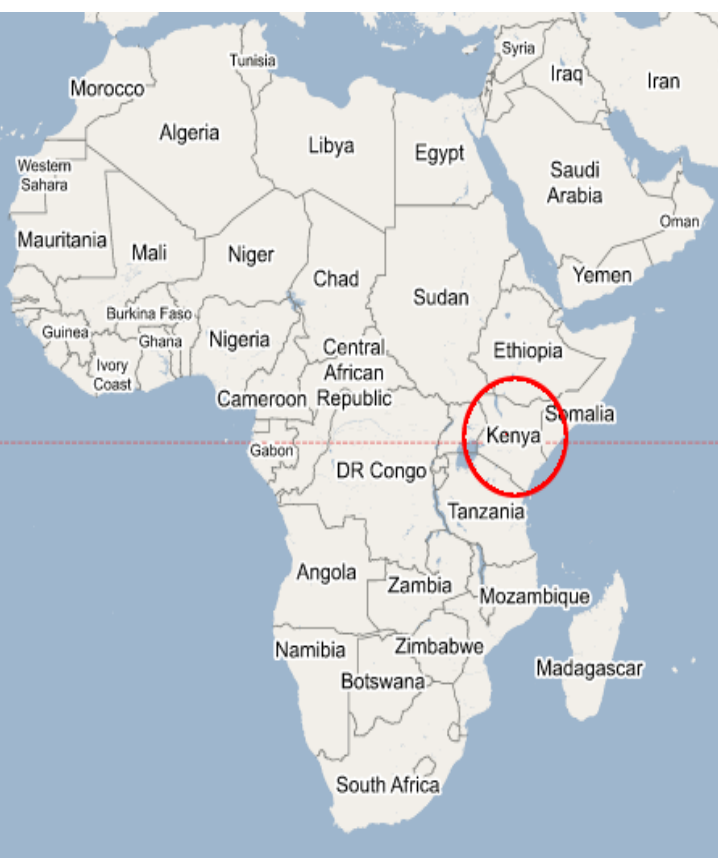 Syria
Tunisia
Iraq
Iran
Morocco
Algeria
Libya
Egypt
Western
Sahara
Saudi
Arabia
Oman
Mauritania
Mali
Niger
Chad
Sudan
Yemen
Burkina Faso
Guinea
Ghana
Nigeria
Ivory
Coast
Central
African
Republic
Ethiopia
Cameroon
Somalia
Kenya
Gabon
DR Congo
Tanzania
Angola
Zambia
Mozambique
Namibia
Zimbabwe
Botswana
Madagascar
South Africa